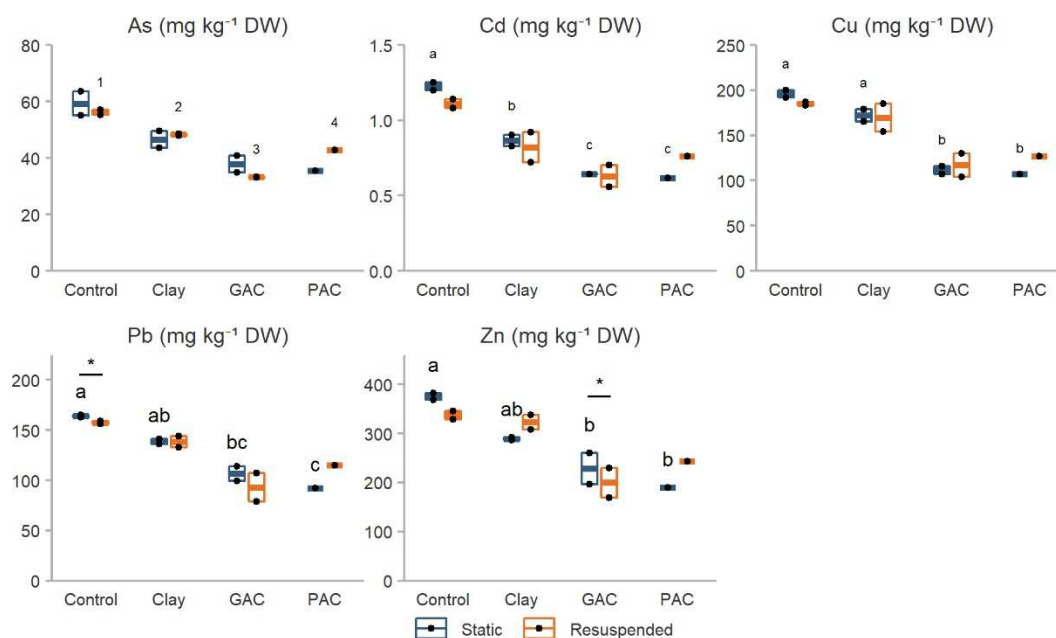 As (mg kg⁻¹ DW)
80
60
40
20
0
1
2
3
4
Control Clay GAC PAC
Cd (mg kg⁻¹ DW)
1.5
1.0
0.5
0.0
a
b
c
c
Control Clay GAC PAC
Cu (mg kg⁻¹ DW)
250
200
150
100
50
0
a
a
b
b
Control Clay GAC PAC
Pb (mg kg⁻¹ DW)
200
150
100
50
0
*
a
ab
bc
c
Control Clay GAC PAC
Zn (mg kg⁻¹ DW)
400
300
200
100
0
a
ab
*
b
b
Control Clay GAC PAC
Static Resuspended